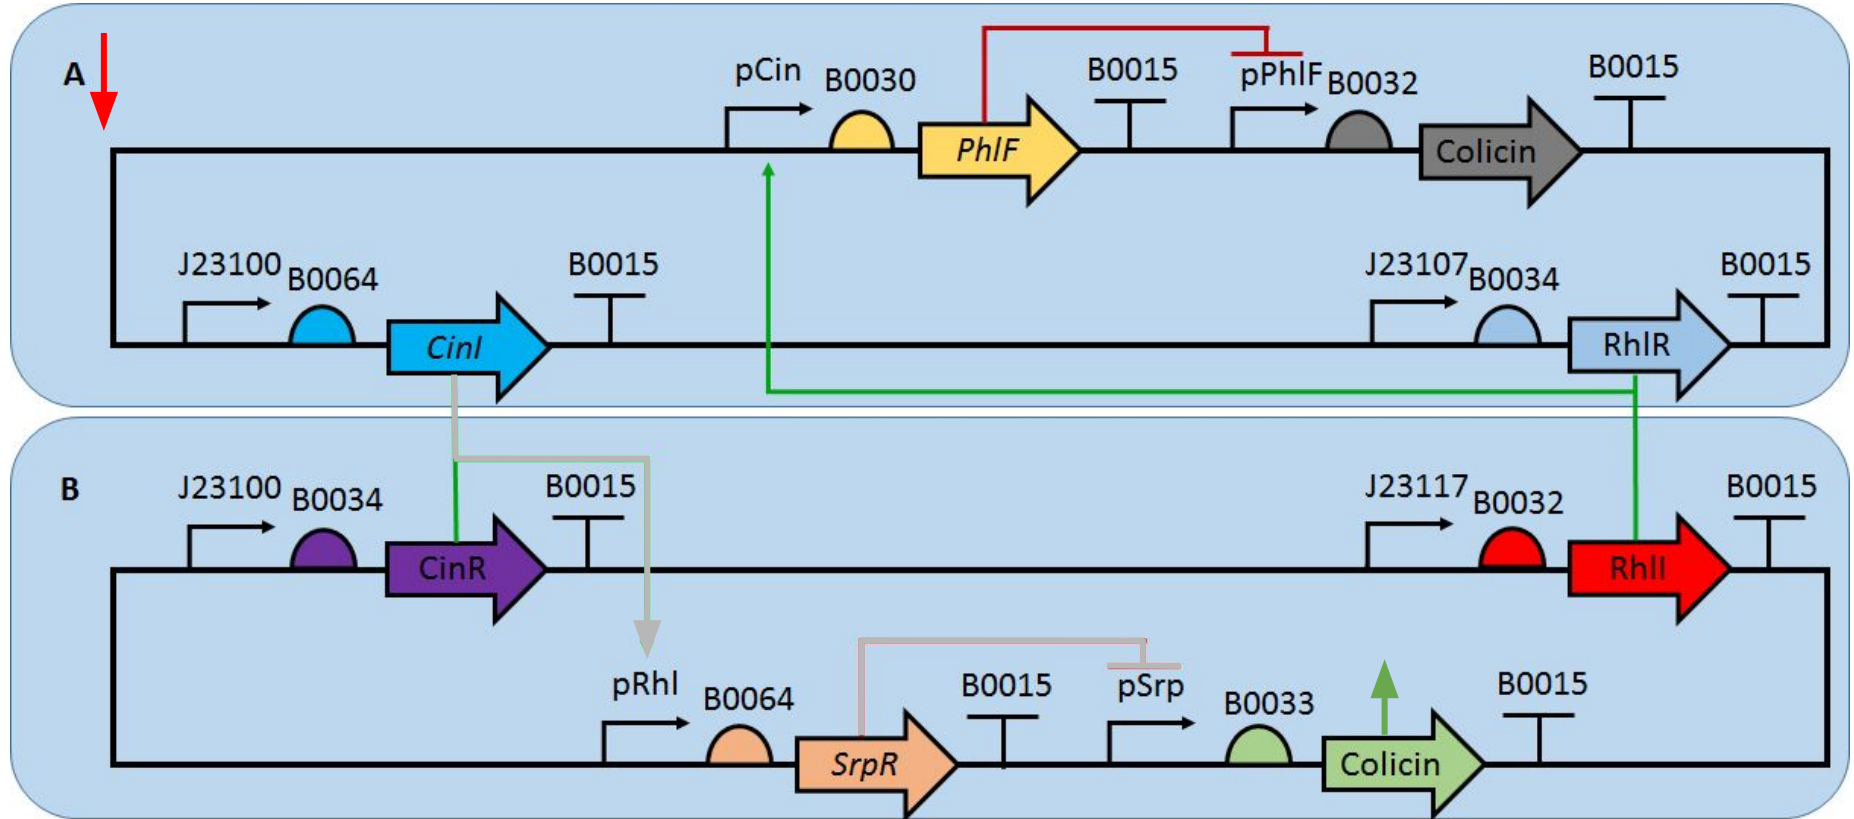 A
pCin
B0030
PhlF
B0015
pPhlF
B0032
Colicin
B0015
J23100
B0064
CinI
B0015
J23107
B0034
RhlR
B0015
B
J23100
B0034
CinR
B0015
J23117
B0032
RhlI
B0015
pRhl
B0064
SrpR
B0015
pSrp
B0033
Colicin
B0015